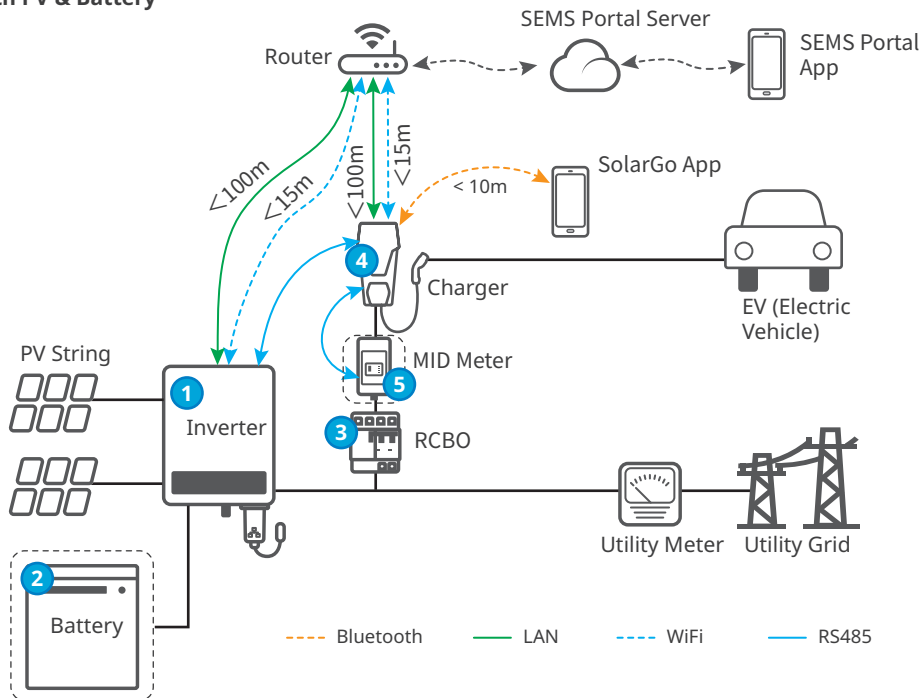 PV & Battery
SEMS Portal Server
Router
SEMS Portal
App
<100m
<15m
<100m
<15m
< 10m
SolarGo App
4
Charger
EV (Electric
Vehicle)
PV String
MID Meter
1
5
Inverter
3
RCBO
Utility Meter
Utility Grid
2
Battery
Bluetooth
LAN
WiFi
RS485